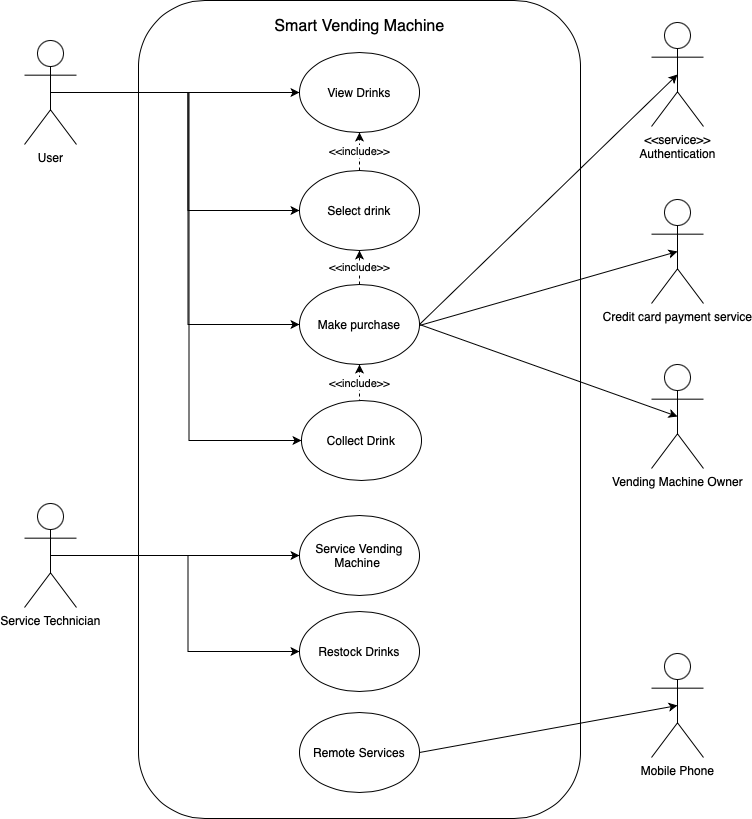 Smart Vending Machine
User
View Drinks
<<include>>
Select drink
<<include>>
Make purchase
<<include>>
Collect Drink
<<service>>
Authentication
Credit card payment service
Vending Machine Owner
Service Technician
Service Vending
Machine
Restock Drinks
Remote Services
Mobile Phone